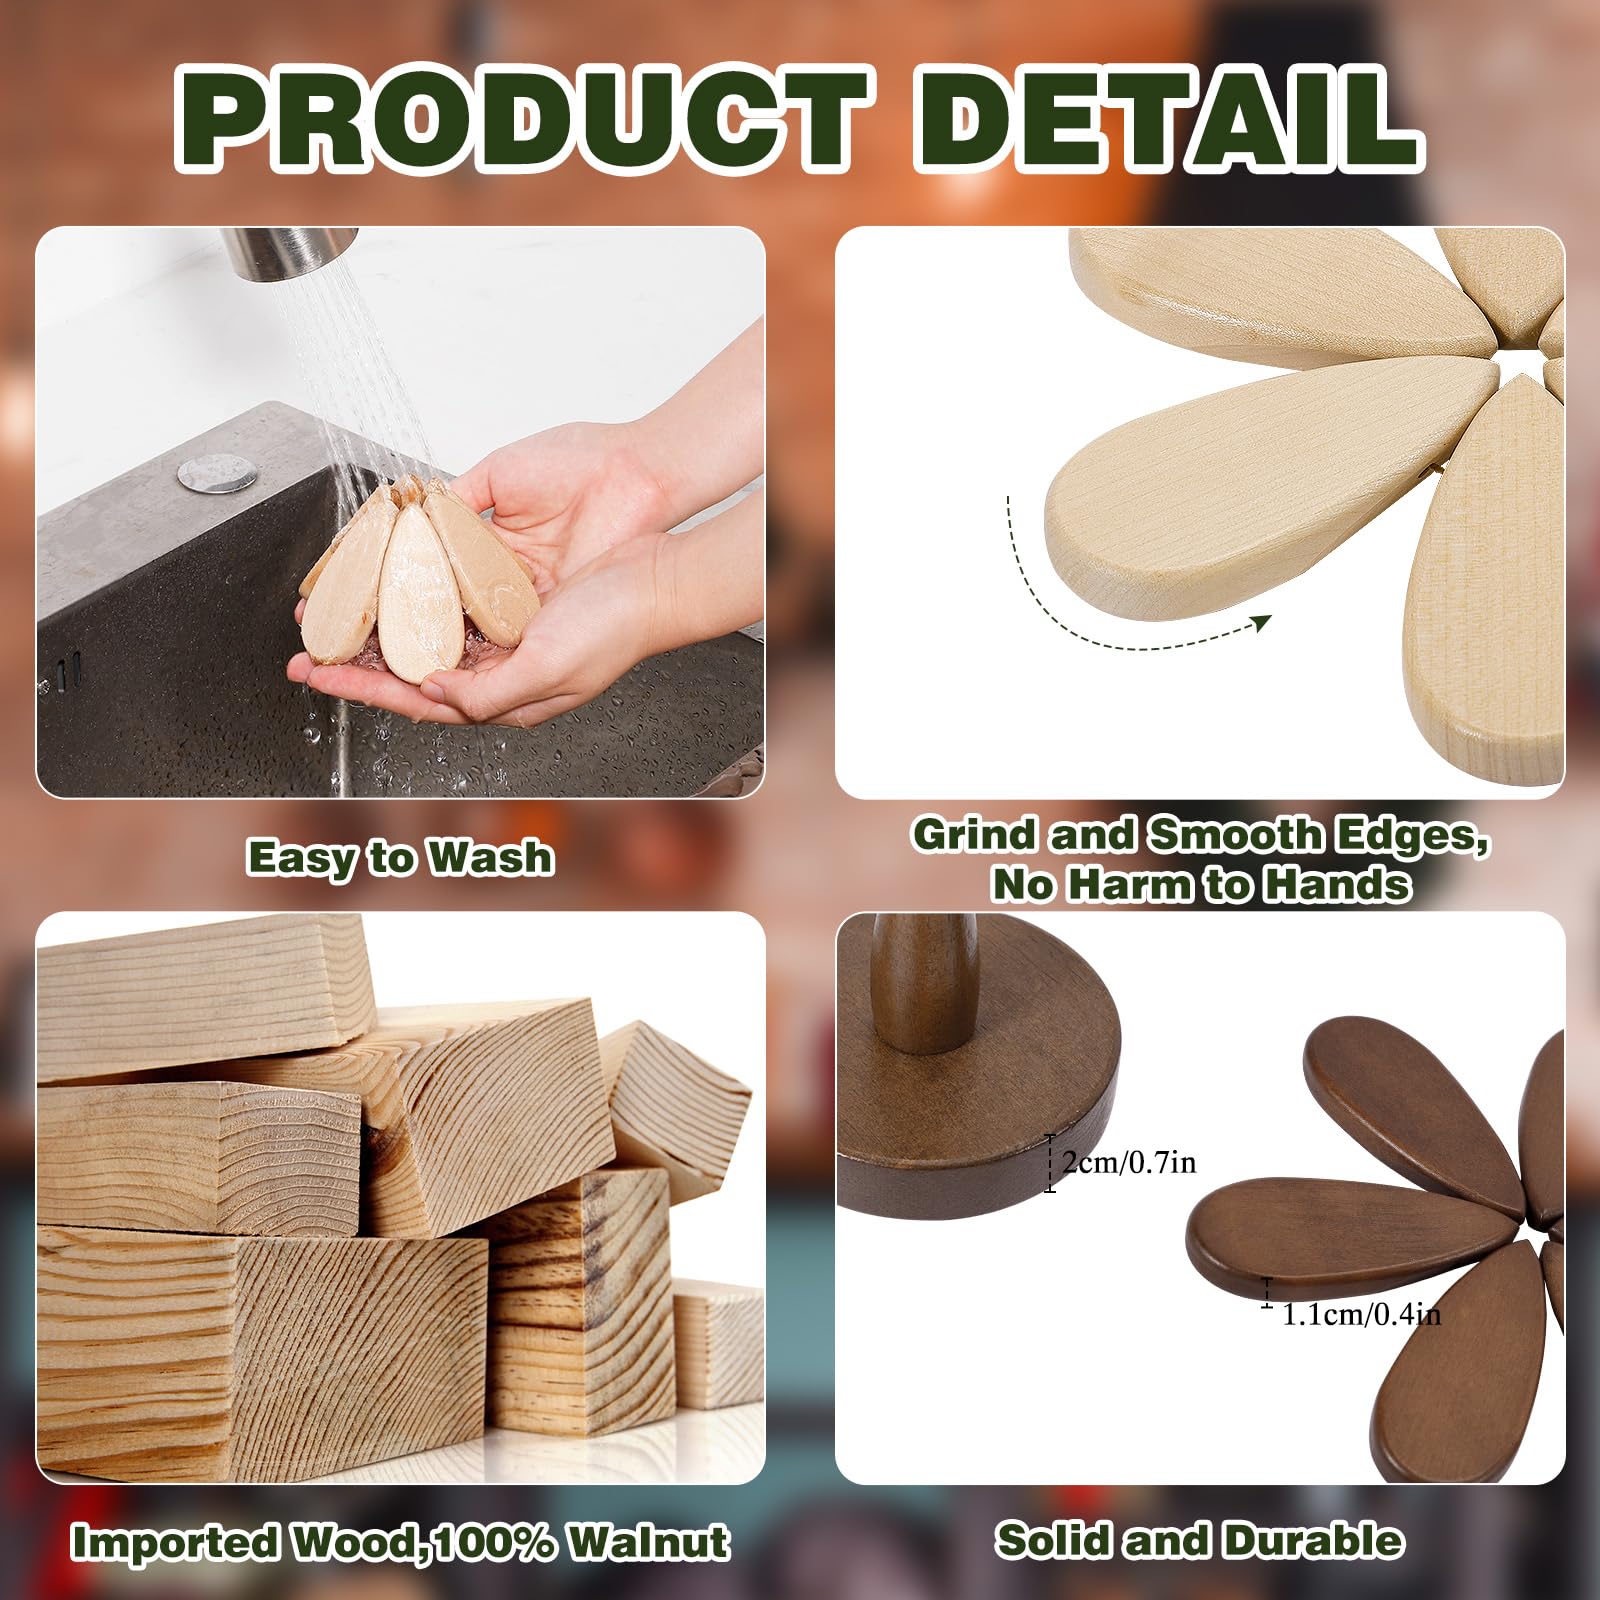 PRODUCT DETAIL
Easy to Wash
Grind and Smooth Edges,
No Harm to Hands
2cm/0.7in
1.1cm/0.4in
Imported Wood,100% Walnut
Solid and Durable